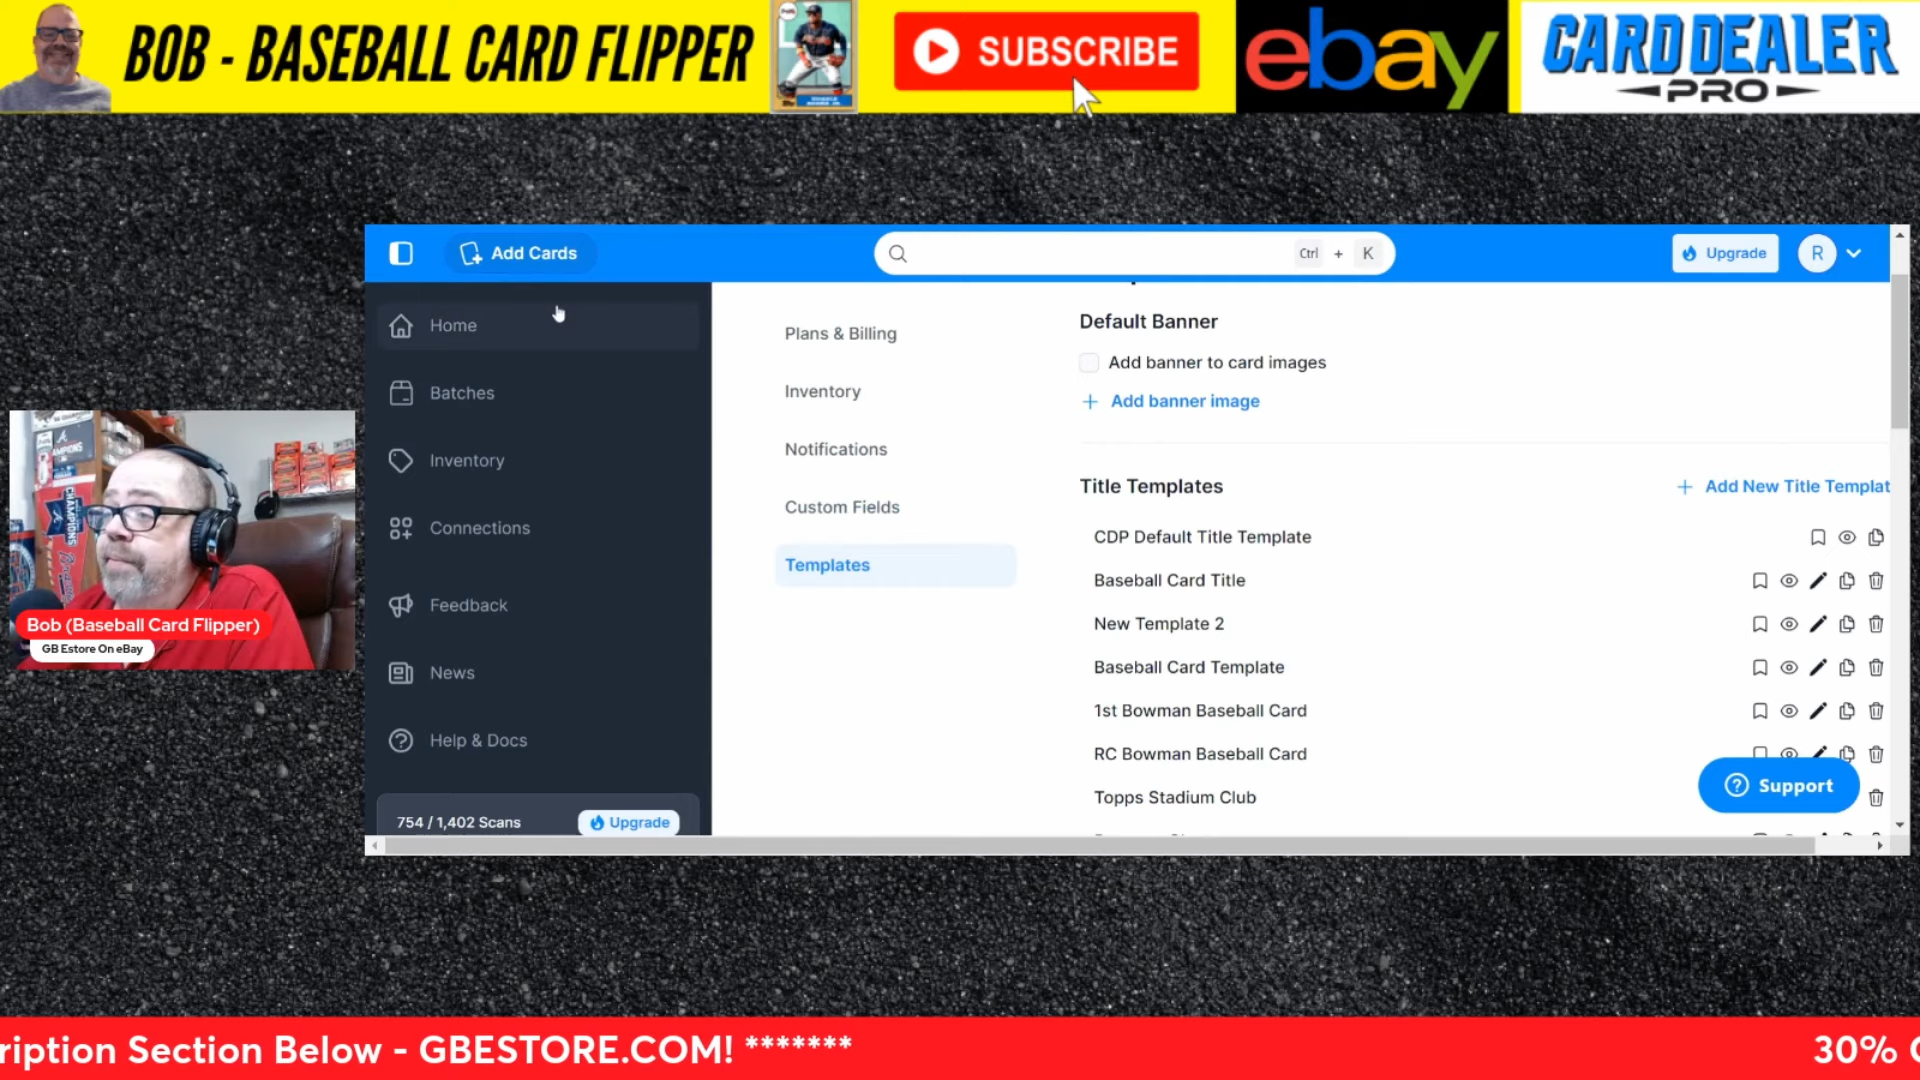 BOB - BASEBALL CARD FLIPPER
SUBSCRIBE
ebay
CARD DEALER
PRO
Add Cards
Ctrl + K
Upgrade
R
Home
Batches
Inventory
Connections
Feedback
News
Help & Docs
754 / 1,402 Scans
Upgrade
Plans & Billing
Inventory
Notifications
Custom Fields
Templates
Default Banner
Add banner to card images
+ Add banner image
Title Templates
+ Add New Title Templat
CDP Default Title Template
Baseball Card Title
New Template 2
Baseball Card Template
1st Bowman Baseball Card
RC Bowman Baseball Card
Topps Stadium Club
Support
CHAMPIONS
Bob (Baseball Card Flipper)
GB Estore On eBay
ription Section Below - GBESTORE.COM! *******
30%